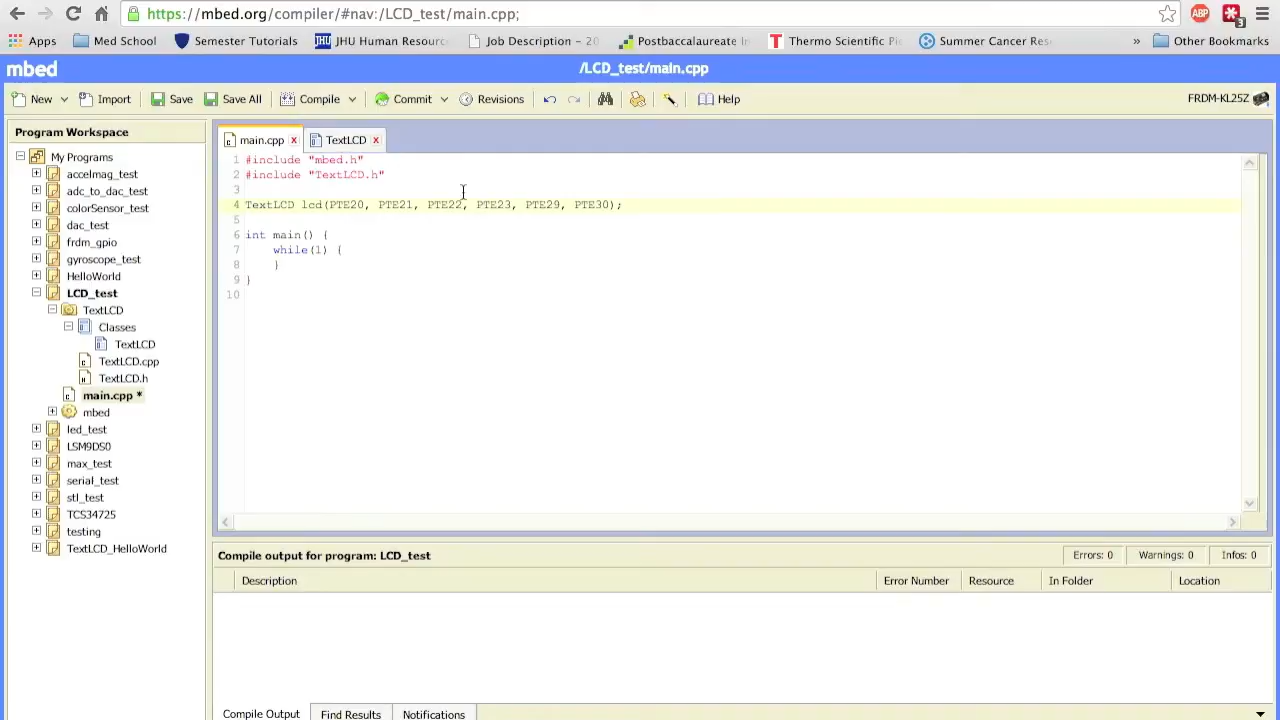 https://mbed.org/compiler/#nav:/LCD_test/main.cpp;
ABP
3
Apps Med School Semester Tutorials JHU JHU Human Resourc Job Description - 20 Postbaccalaureate In T Thermo Scientific Pi Summer Cancer Res » Other Bookmarks
mbed /LCD_test/main.cpp
New Import Save Save All Compile Commit Revisions Help FRDM-KL25Z
Program Workspace
My Programs
accelmag_test
adc_to_dac_test
colorSensor_test
dac_test
frdm_gpio
gyroscope_test
HelloWorld
LCD_test
TextLCD
Classes
TextLCD
TextLCD.cpp
TextLCD.h
main.cpp *
mbed
led_test
LSM9DS0
max_test
serial_test
stl_test
TCS34725
testing
TextLCD_HelloWorld
main.cpp x TextLCD x
1 #include "mbed.h"
2 #include "TextLCD.h"
3
4 TextLCD lcd(PTE20, PTE21, PTE22, PTE23, PTE29, PTE30);
5
6 int main() {
7     while(1) {
8     }
9 }
10
Compile output for program: LCD_test Errors: 0 Warnings: 0 Infos: 0
Description Error Number Resource In Folder Location
Compile Output Find Results Notifications